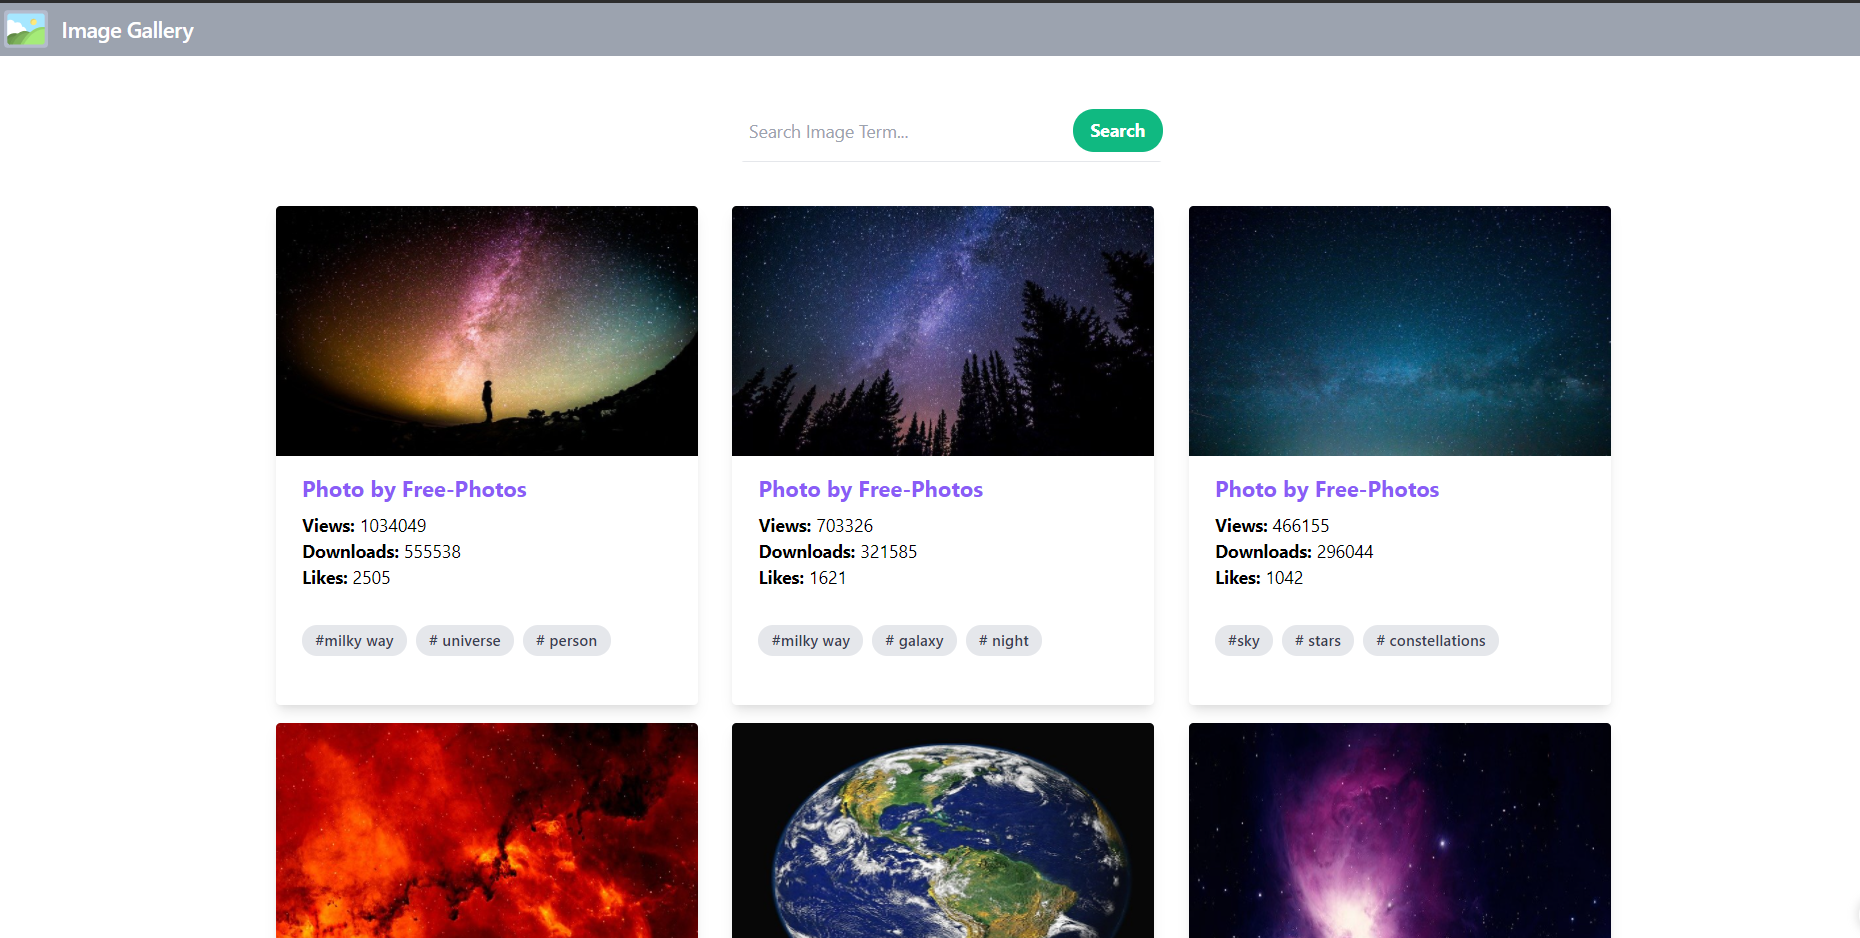 Image Gallery
Search Image Term...
Search
Photo by Free-Photos
Views: 1034049
Downloads: 555538
Likes: 2505
#milky way
# universe
# person
Photo by Free-Photos
Views: 703326
Downloads: 321585
Likes: 1621
#milky way
# galaxy
# night
Photo by Free-Photos
Views: 466155
Downloads: 296044
Likes: 1042
#sky
# stars
# constellations